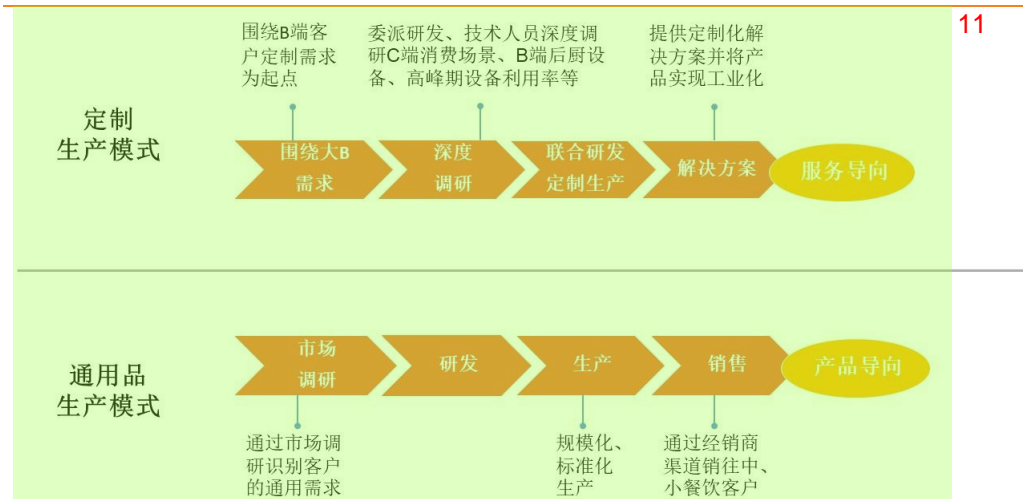 11
围绕B端客
户定制需求
为起点
委派研发、技术人员深度调
研C端消费场景、B端后厨设
备、高峰期设备利用率等
提供定制化解
决方案并将产
品实现工业化
定制
生产模式
围绕大B
需求
深度
调研
联合研发
定制生产
解决方案
服务导向
通用品
生产模式
市场
调研
研发
生产
销售
产品导向
通过市场调
研识别客户
的通用需求
规模化、
标准化
生产
通过经销商
渠道销往中、
小餐饮客户